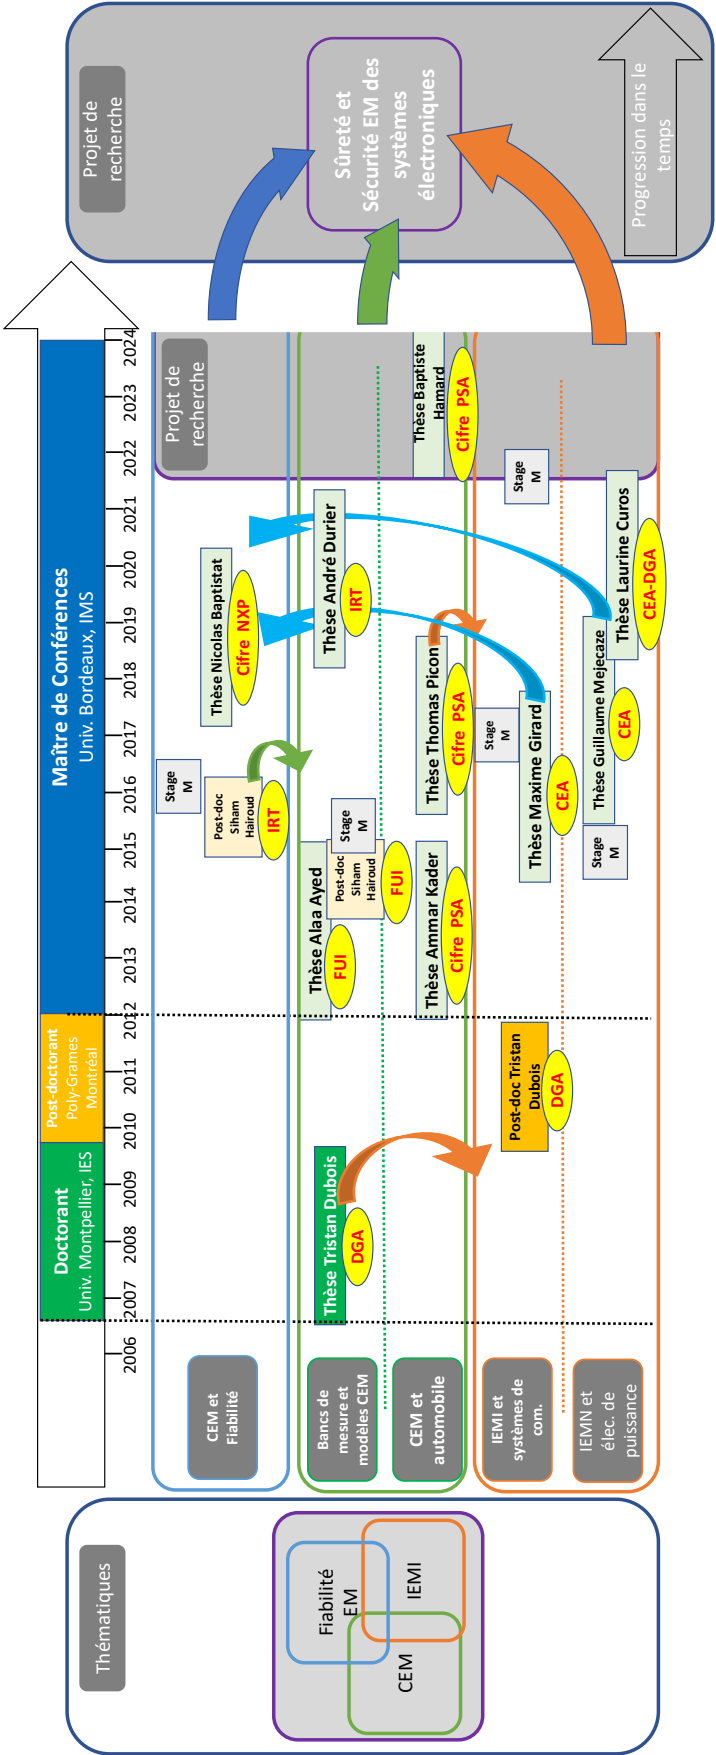 Thématiques
Fiabilité
EM
CEM
IEMI
Doctorant
Univ. Montpellier, IES
Post-doctorant
Poly-Grames
Montréal
Maître de Conférences
Univ. Bordeaux, IMS
2006
2007
2008
2009
2010
2011
2012
2013
2014
2015
2016
2017
2018
2019
2020
2021
2022
2023
2024
CEM et
Fiabilité
Post-doc
Siham
Hairoud
IRT
Stage
M
Thèse Nicolas Baptistat
Cifre NXP
Projet de
recherche
Bancs de
mesure et
modèles CEM
Thèse Tristan Dubois
DGA
Thèse Alaa Ayed
FUI
Post-doc
Siham
Hairoud
FUI
Stage
M
Thèse André Durier
IRT
CEM et
automobile
Thèse Ammar Kader
Cifre PSA
Thèse Thomas Picon
Cifre PSA
Thèse Baptiste
Hamard
Cifre PSA
IEMI et
systèmes de
com.
Post-doc Tristan
Dubois
DGA
Stage
M
Thèse Maxime Girard
CEA
Stage
M
IEMN et
élec. de
puissance
Stage
M
Thèse Guillaume Mejecaze
CEA
Thèse Laurine Curos
CEA-DGA
Projet de
recherche
Sûreté et
Sécurité EM des
systèmes
électroniques
Progression dans le
temps